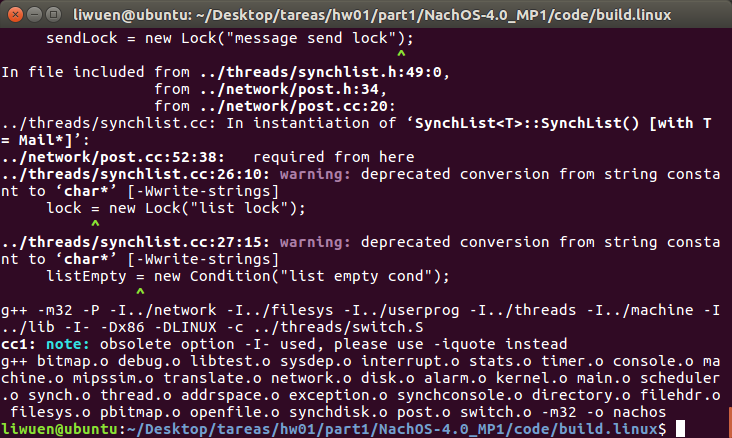 liwuen@ubuntu: ~/Desktop/tareas/hw01/part1/NachOS-4.0_MP1/code/build.linux
     sendLock = new Lock("message send lock");
                                            ^
In file included from ../threads/synchlist.h:49:0,
                 from ../network/post.h:34,
                 from ../network/post.cc:20:
../threads/synchlist.cc: In instantiation of ‘SynchList<T>::SynchList() [with T
= Mail*]’:
../network/post.cc:52:38:   required from here
../threads/synchlist.cc:26:10: warning: deprecated conversion from string consta
nt to ‘char*’ [-Wwrite-strings]
     lock = new Lock("list lock");
          ^
../threads/synchlist.cc:27:15: warning: deprecated conversion from string consta
nt to ‘char*’ [-Wwrite-strings]
     listEmpty = new Condition("list empty cond");
               ^
g++ -m32 -P -I../network -I../filesys -I../userprog -I../threads -I../machine -I
../lib -I- -Dx86 -DLINUX -c ../threads/switch.S
cc1: note: obsolete option -I- used, please use -iquote instead
g++ bitmap.o debug.o libtest.o sysdep.o interrupt.o stats.o timer.o console.o ma
chine.o mipssim.o translate.o network.o disk.o alarm.o kernel.o main.o scheduler
.o synch.o thread.o addrspace.o exception.o synchconsole.o directory.o filehdr.o
 filesys.o pbitmap.o openfile.o synchdisk.o post.o switch.o -m32 -o nachos
liwuen@ubuntu:~/Desktop/tareas/hw01/part1/NachOS-4.0_MP1/code/build.linux$